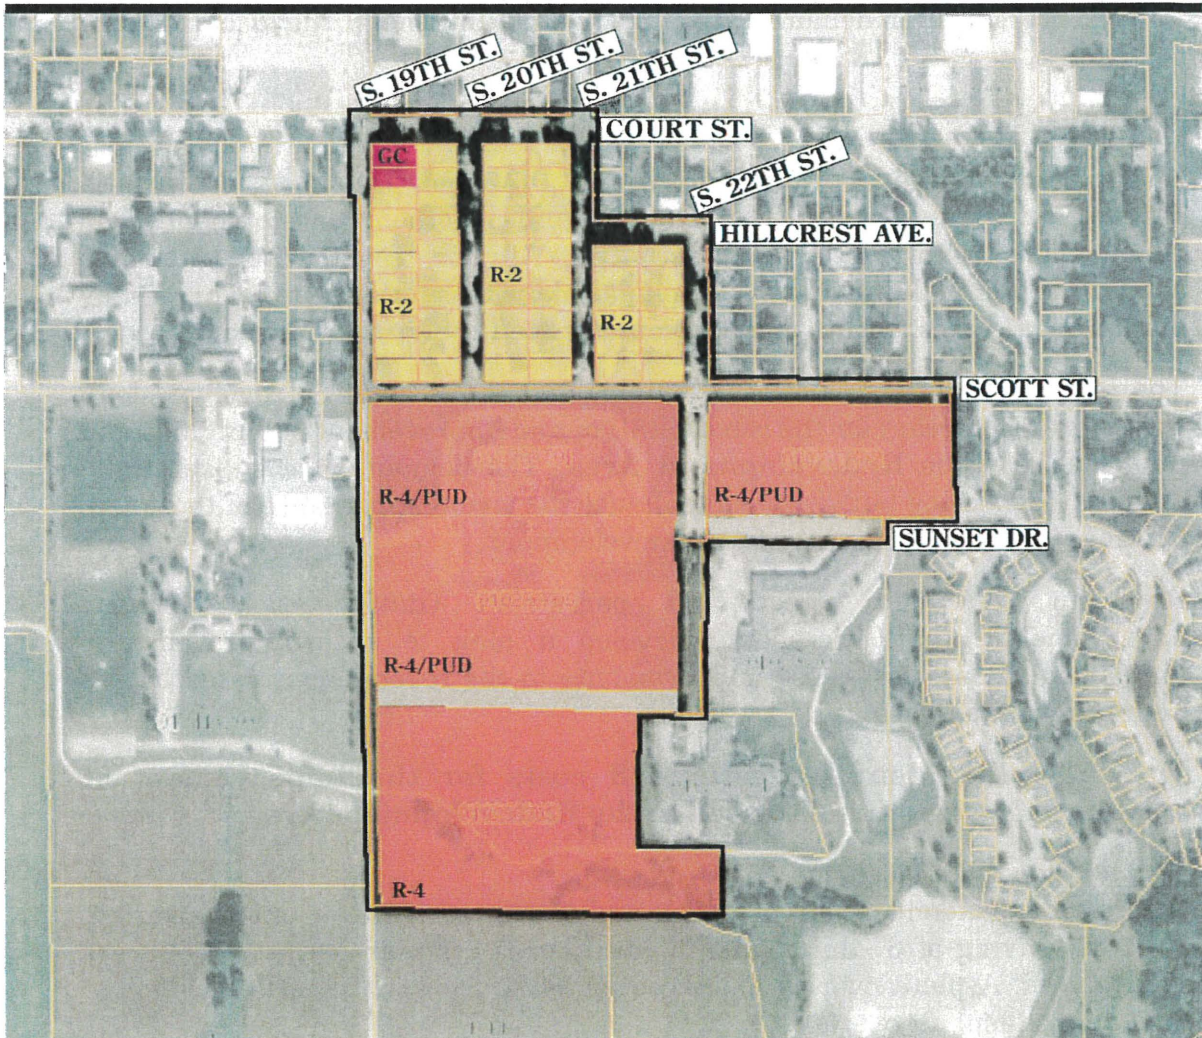 S. 19TH ST.
S. 20TH ST.
S. 21TH ST.
COURT ST.
GC
S. 22TH ST.
HILLCREST AVE.
R-2
R-2
R-2
SCOTT ST.
R-4/PUD
R-4/PUD
SUNSET DR.
R-4/PUD
R-4